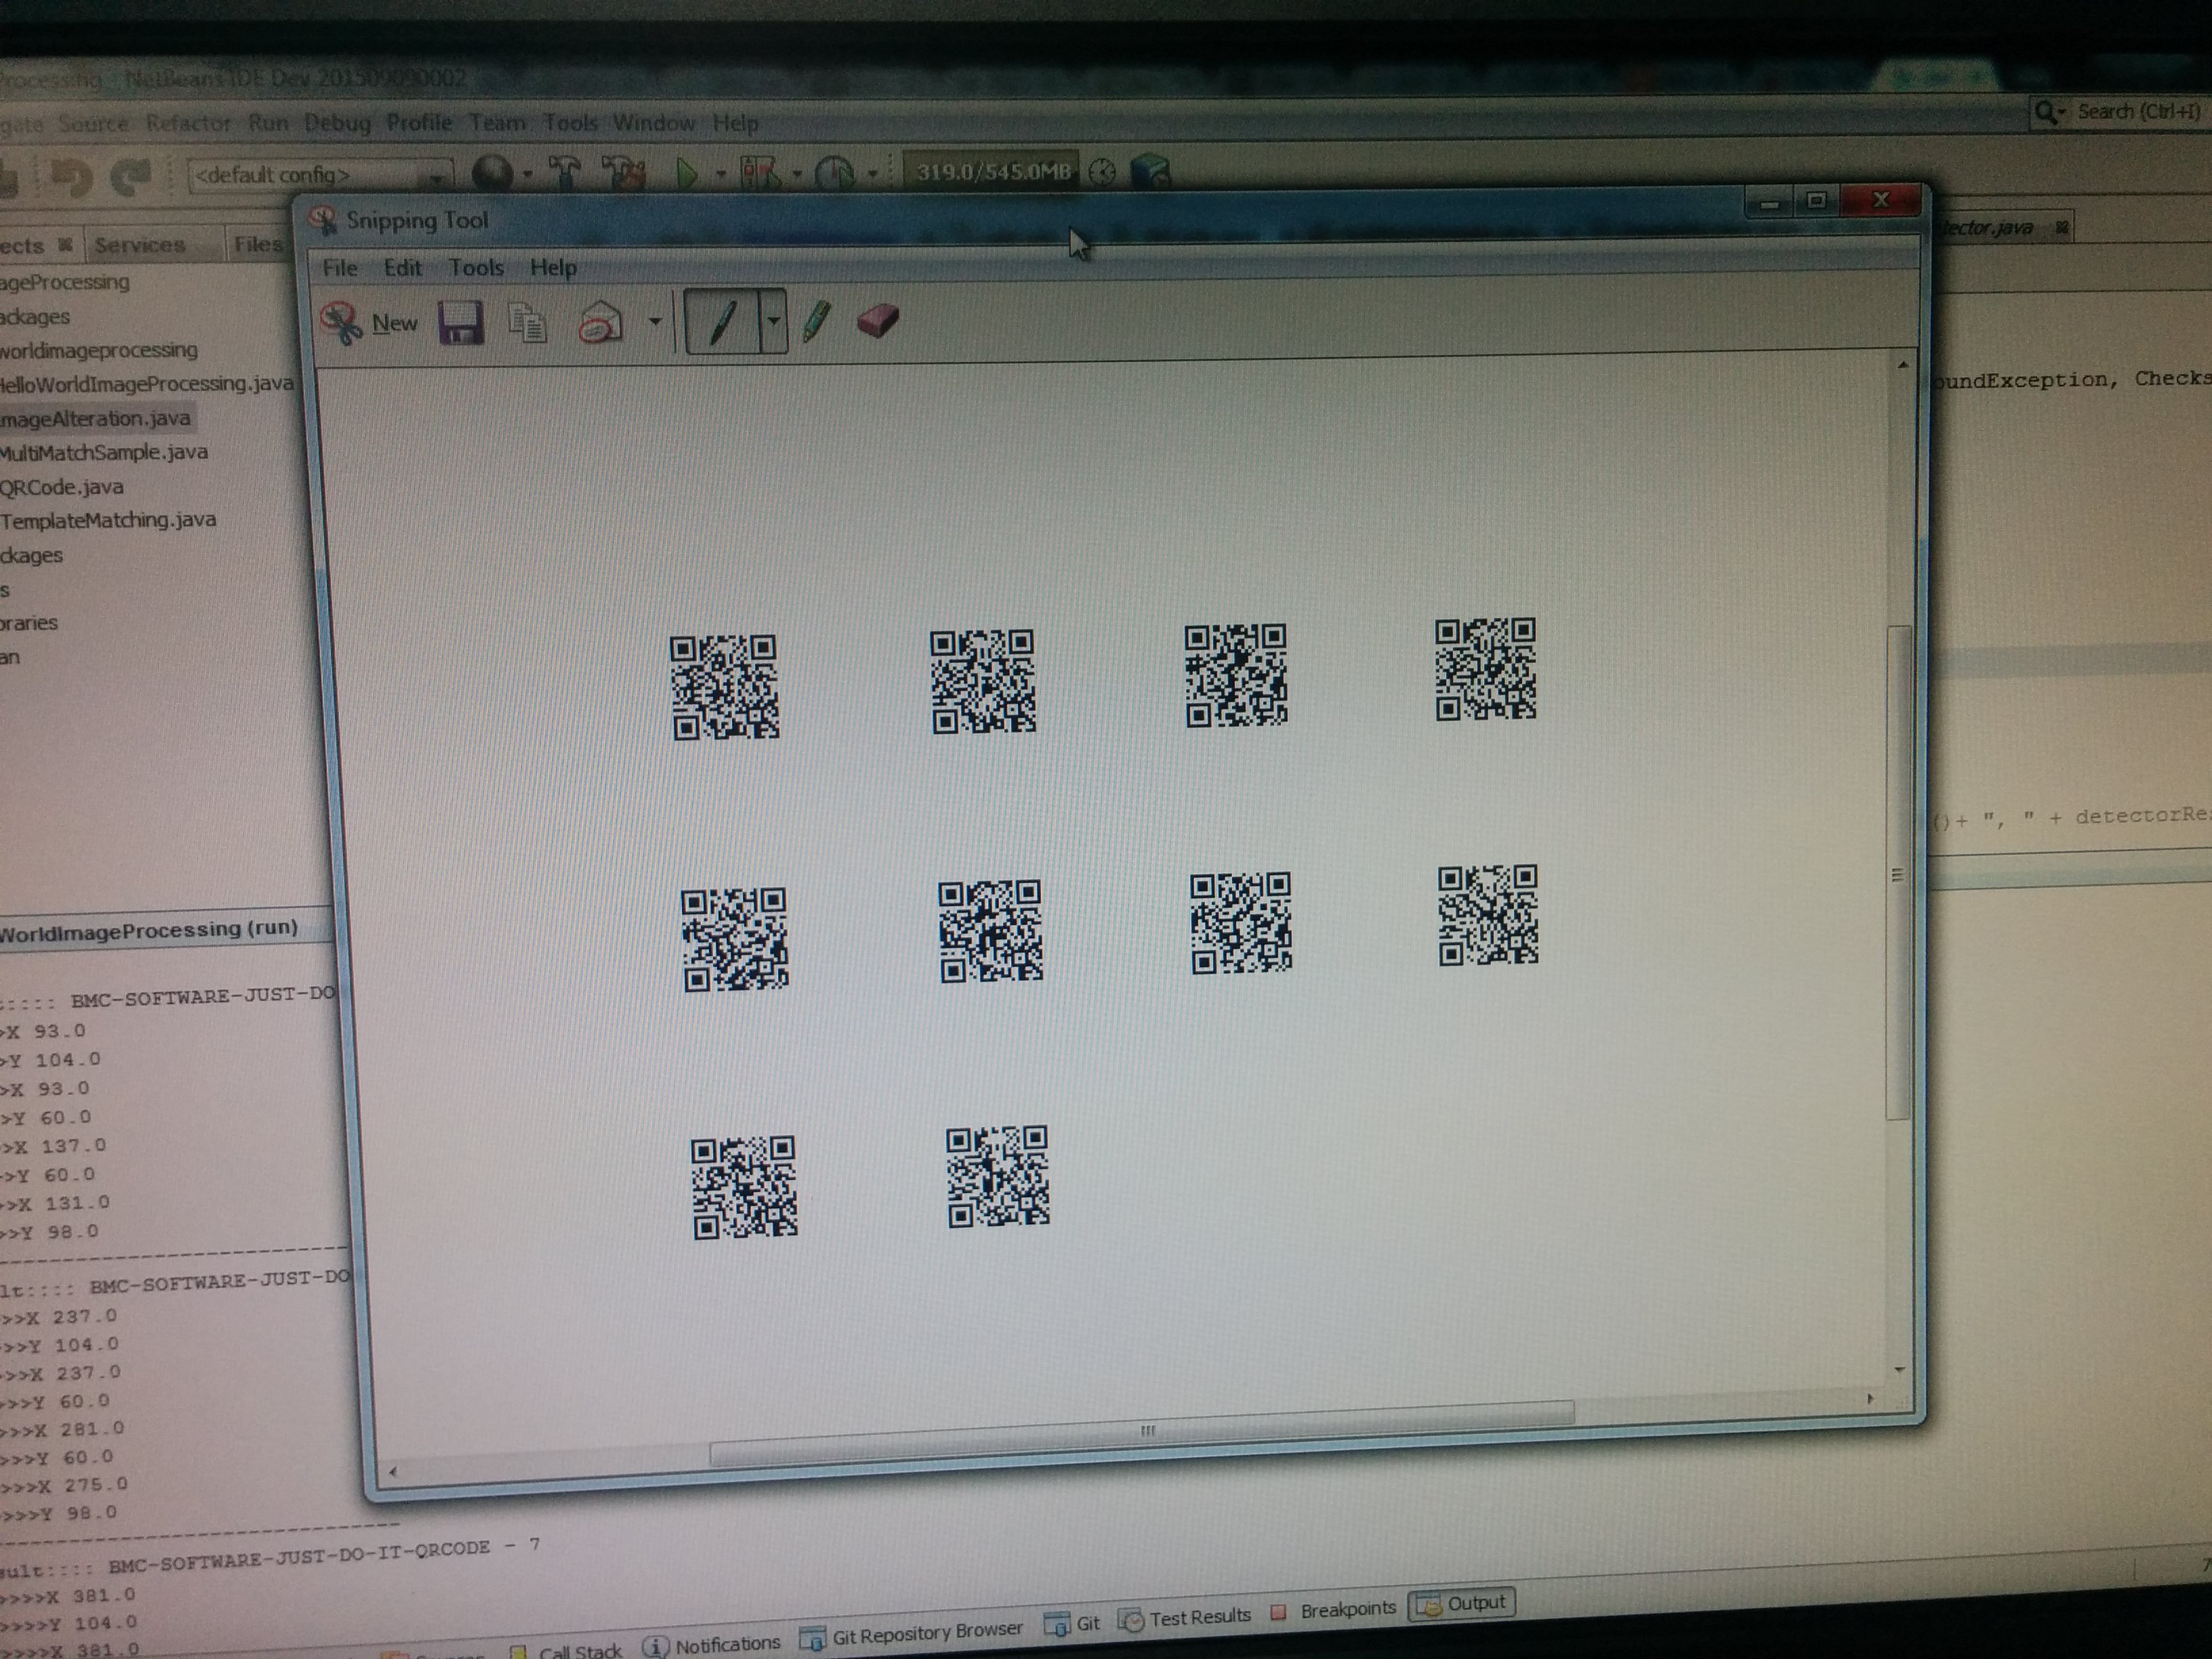 Processing - NetBeans IDE Dev 201509090002
gate Source Refactor Run Debug Profile Team Tools Window Help
Search (Ctrl+I)
<default config>
319.0/545.0MB
Snipping Tool
ects Services Files
tector.java
File Edit Tools Help
New
ageProcessing
ackages
worldimageprocessing
HelloWorldImageProcessing.java
oundException, Checks
mageAlteration.java
MultiMatchSample.java
QRCode.java
TemplateMatching.java
ckages
s
braries
an
()+ ", " + detectorRes
WorldImageProcessing (run)
::::: BMC-SOFTWARE-JUST-DO
>X 93.0
>Y 104.0
>X 93.0
>Y 60.0
>X 137.0
>Y 60.0
>>X 131.0
>>Y 98.0
----------------------------
lt:::: BMC-SOFTWARE-JUST-DO
>>X 237.0
>>Y 104.0
>>X 237.0
>>>Y 60.0
>>>X 281.0
>>>Y 60.0
>>>>X 275.0
>>>>Y 98.0
--------------------------------
sult:::: BMC-SOFTWARE-JUST-DO-IT-QRCODE - 7
>>>>X 381.0
>>>>Y 104.0
>>>>X 381.0
Call Stack Notifications Git Repository Browser Git Test Results Breakpoints Output